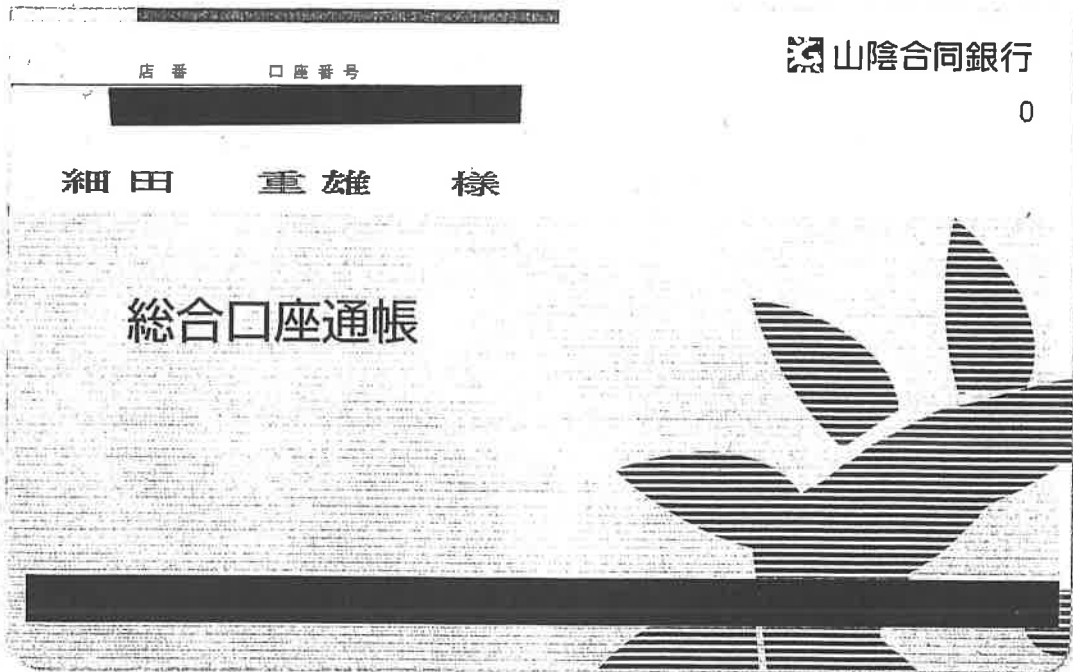 店番 口座番号
山陰合同銀行
0
細田 重雄 様
総合口座通帳